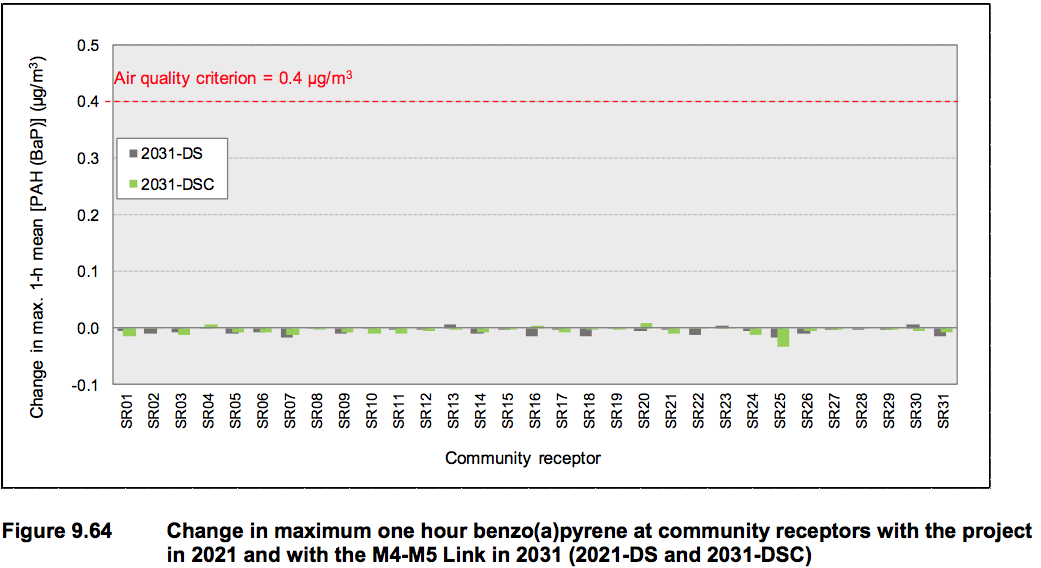 Change in max. 1-h mean [PAH (BaP)] (µg/m³)
0.5
Air quality criterion = 0.4 µg/m³
0.4
0.3
2031-DS
2031-DSC
0.2
0.1
0.0
-0.1
SR01 SR02 SR03 SR04 SR05 SR06 SR07 SR08 SR09 SR10 SR11 SR12 SR13 SR14 SR15 SR16 SR17 SR18 SR19 SR20 SR21 SR22 SR23 SR24 SR25 SR26 SR27 SR28 SR29 SR30 SR31
Community receptor
Figure 9.64 Change in maximum one hour benzo(a)pyrene at community receptors with the project
in 2021 and with the M4-M5 Link in 2031 (2021-DS and 2031-DSC)